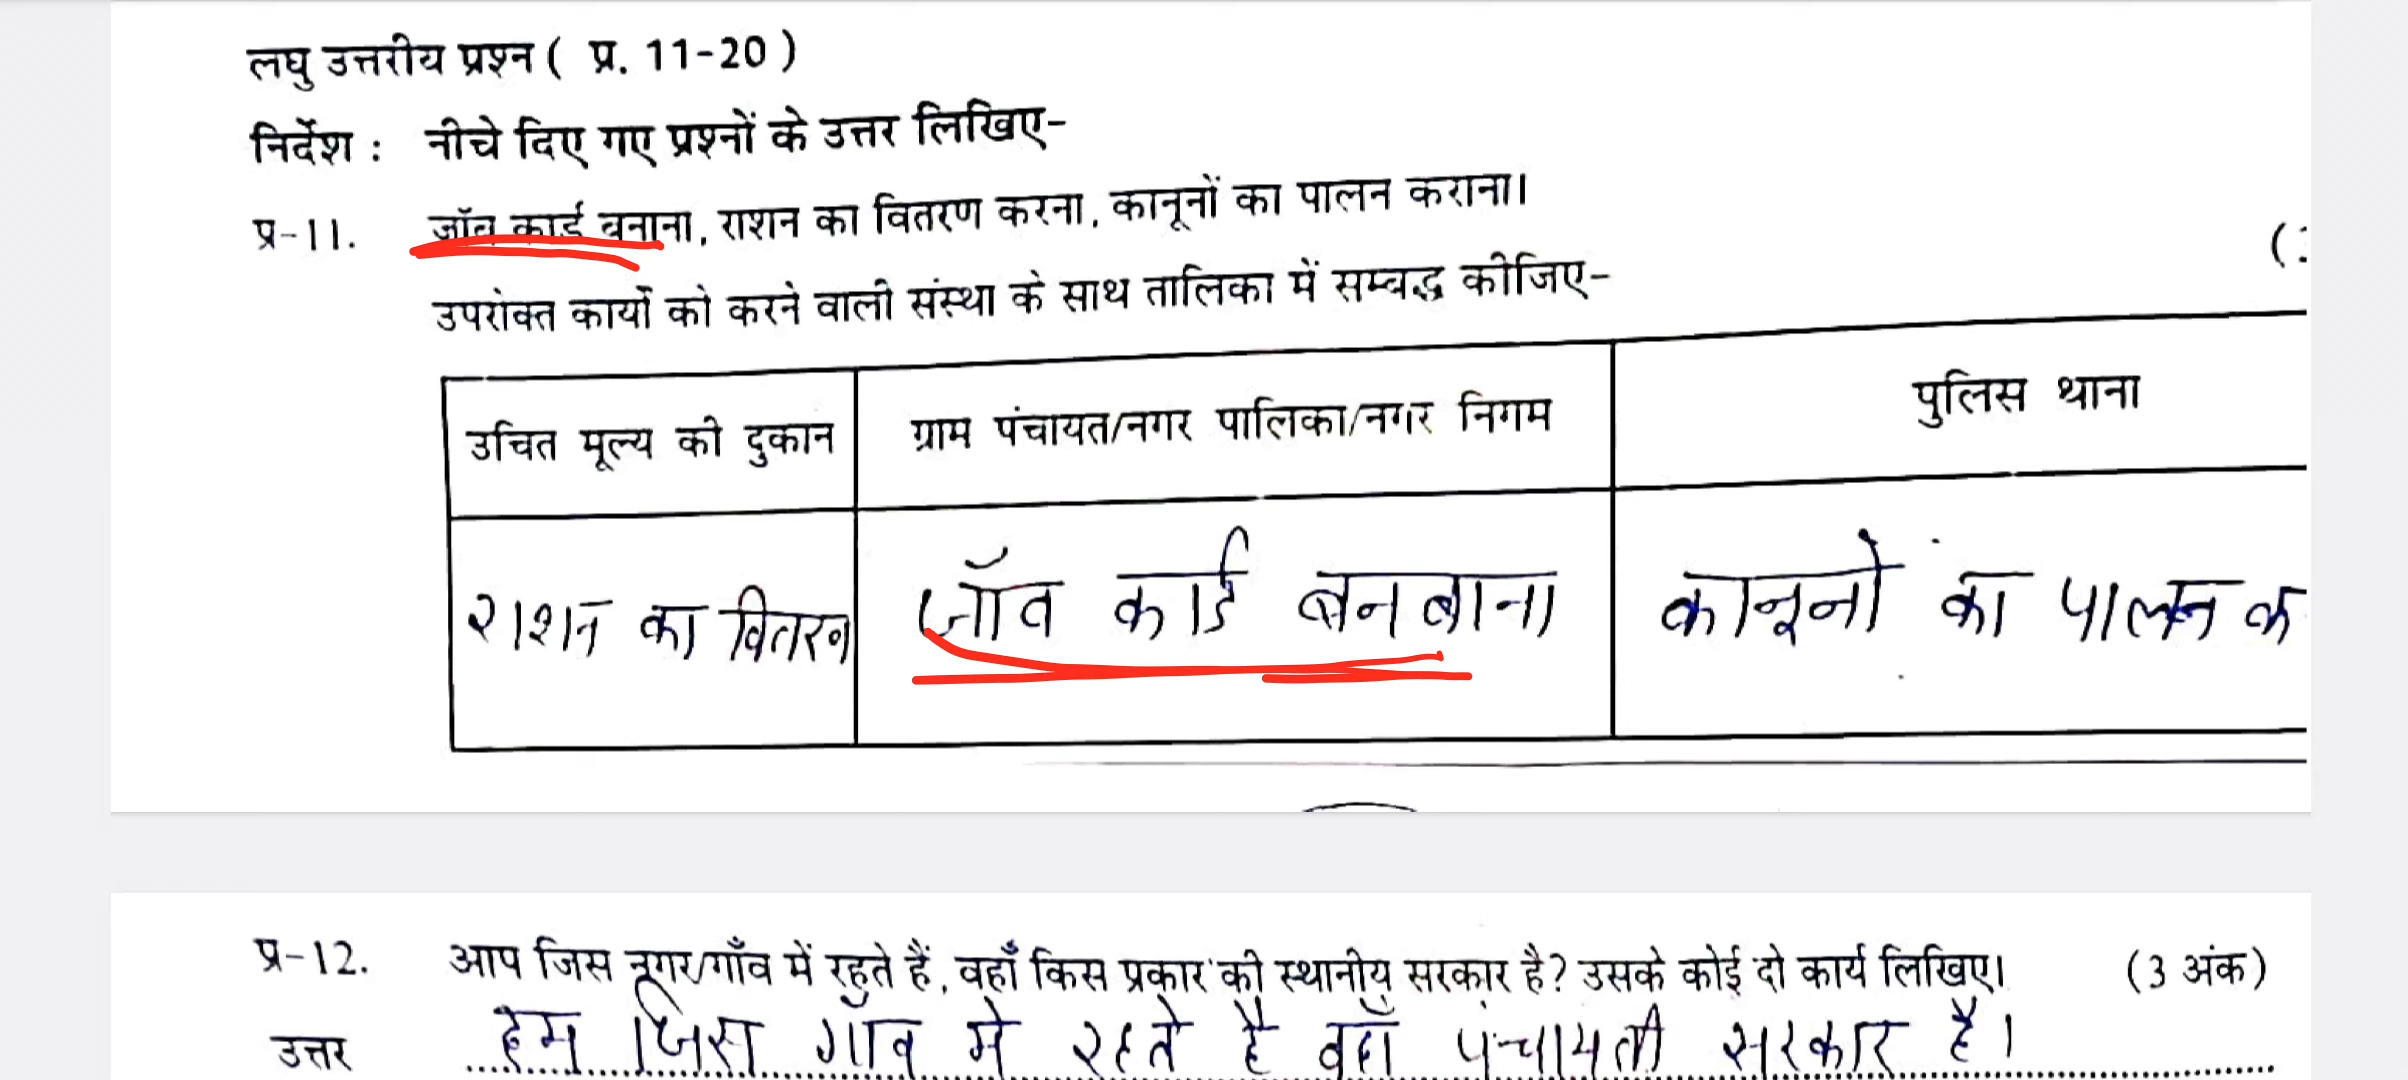 लघु उत्तरीय प्रश्न ( प्र. 11-20 )
निर्देश : नीचे दिए गए प्रश्नों के उत्तर लिखिए-
प्र-11. जॉब कार्ड बनाना, राशन का वितरण करना, कानूनों का पालन कराना।
(
उपरोक्त कार्यो को करने वाली संस्था के साथ तालिका में सम्बद्ध कीजिए-
उचित मूल्य की दुकान ग्राम पंचायत/नगर पालिका/नगर निगम पुलिस थाना
राशन का वितरण जॉब कार्ड बनबाना कानूनो का पालन क
प्र-12. आप जिस नगर/गाँव में रहते हैं, वहाँ किस प्रकार की स्थानीय सरकार है? उसके कोई दो कार्य लिखिए। (3 अंक)
उत्तर हम जिस गाँव मे रहते है वहाँ पंचायती सरकार है।